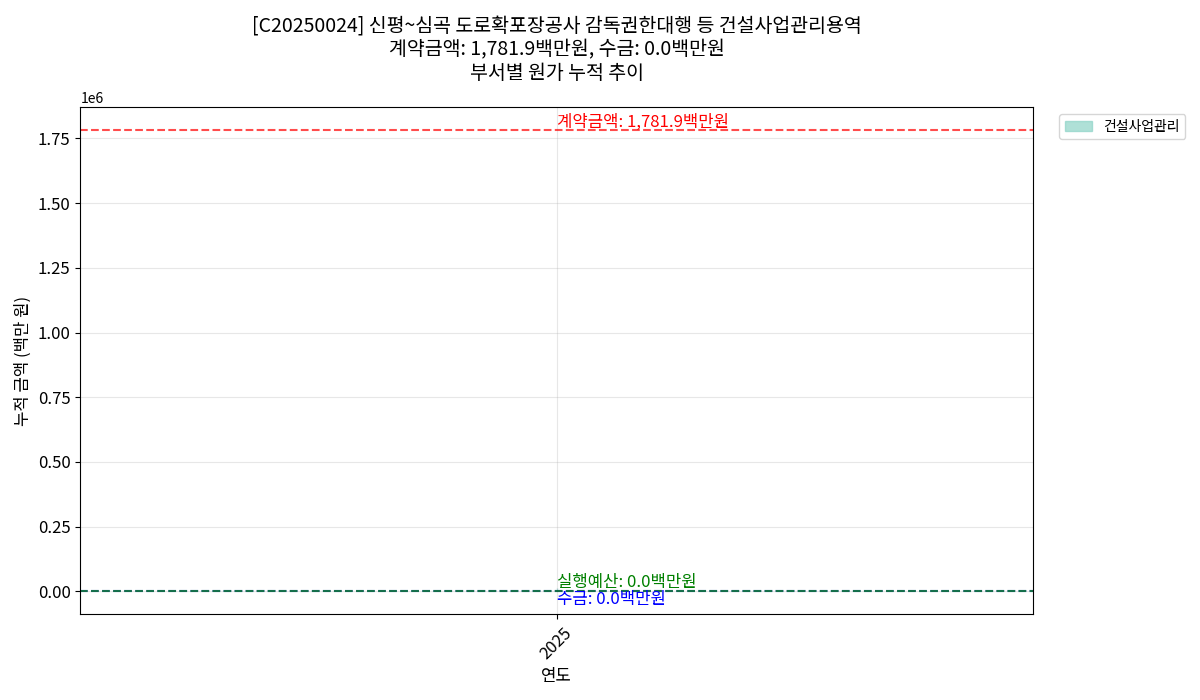 [C20250024] 신평~심곡 도로확포장공사 감독권한대행 등 건설사업관리용역
계약금액: 1,781.9백만원, 수금: 0.0백만원
부서별 원가 누적 추이
1e6
계약금액: 1,781.9백만원
건설사업관리
1.75
1.50
1.25
1.00
0.75
0.50
0.25
0.00
누적 금액 (백만 원)
실행예산: 0.0백만원
수금: 0.0백만원
2025
연도